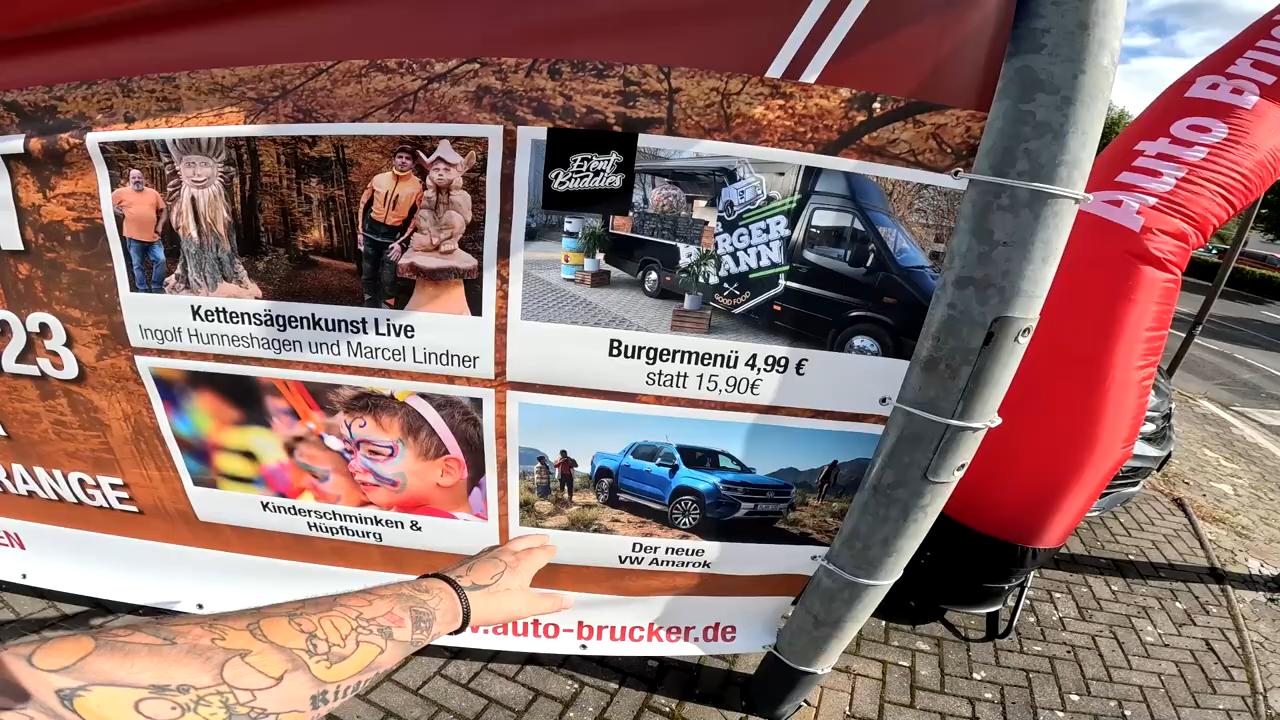 Auto Bruc
Event
Buddies
RGER
ANN
GOOD FOOD
Kettensägenkunst Live
Ingolf Hunneshagen und Marcel Lindner
Burgermenü 4,99 €
statt 15,90€
23
RANGE
EN
Kinderschminken &
Hüpfburg
Der neue
VW Amarok
.auto-brucker.de